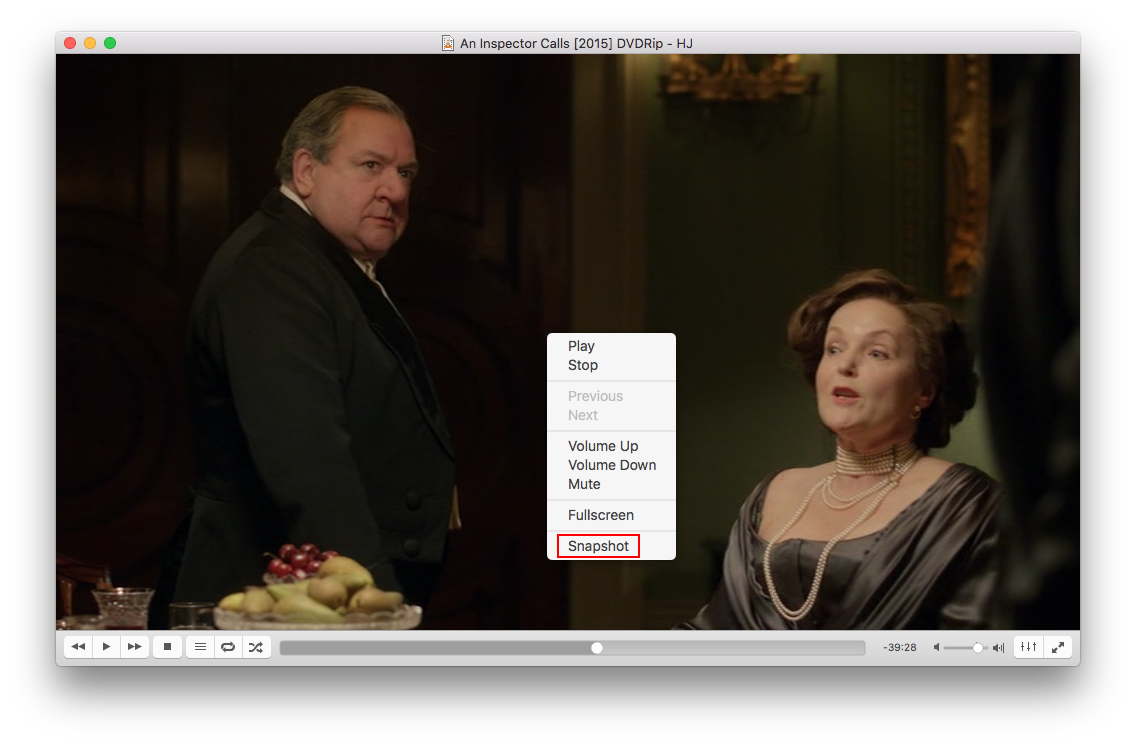 An Inspector Calls [2015] DVDRip - HJ
Play
Stop
Previous
Next
Volume Up
Volume Down
Mute
Fullscreen
Snapshot
-39:28